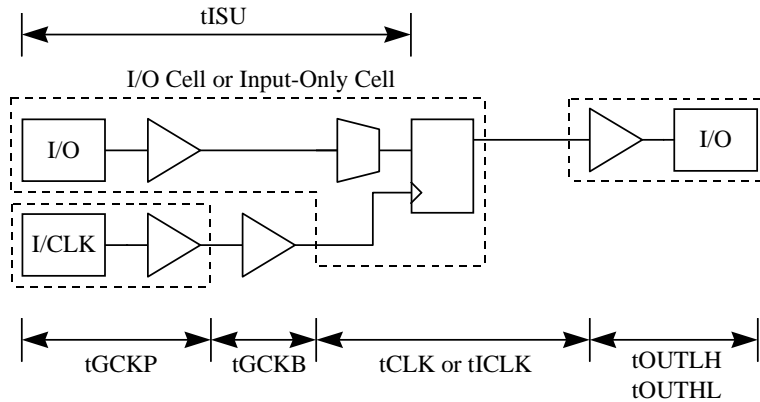 tISU
I/O Cell or Input-Only Cell
I/O
I/O
I/CLK
tGCKP
tGCKB
tCLK or tICLK
tOUTLH
tOUTHL